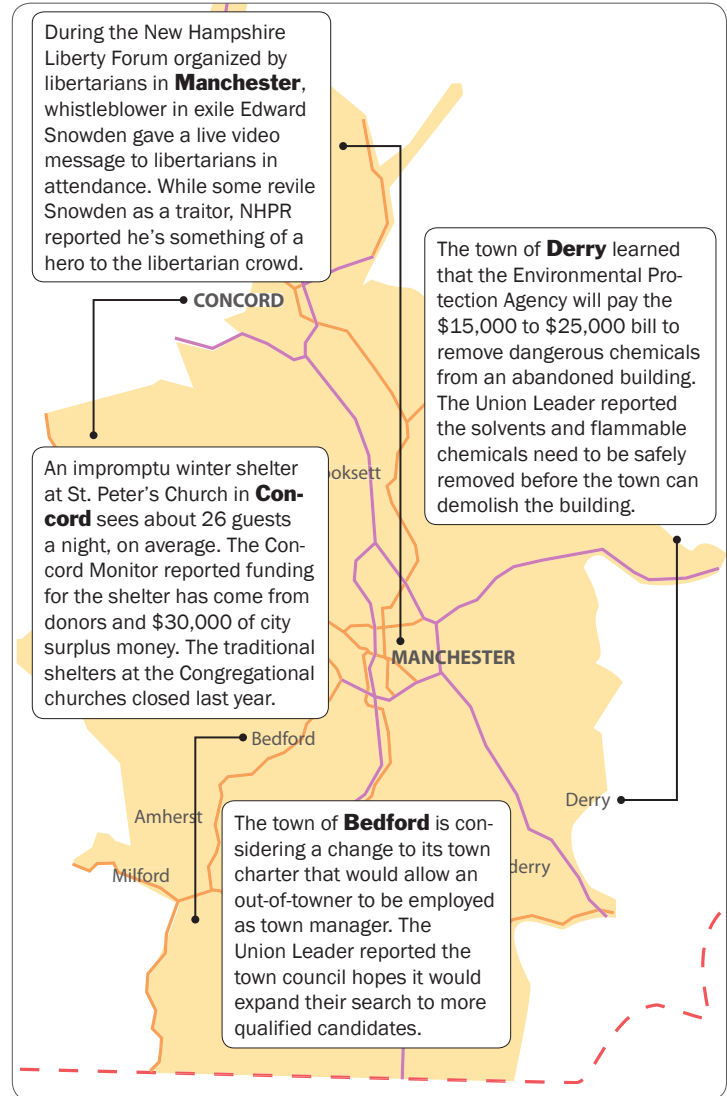 During the New Hampshire
Liberty Forum organized by
libertarians in Manchester,
whistleblower in exile Edward
Snowden gave a live video
message to libertarians in
attendance. While some revile
Snowden as a traitor, NHPR
reported he's something of a
hero to the libertarian crowd.
The town of Derry learned
that the Environmental Pro-
tection Agency will pay the
$15,000 to $25,000 bill to
remove dangerous chemicals
from an abandoned building.
The Union Leader reported
the solvents and flammable
chemicals need to be safely
removed before the town can
demolish the building.
CONCORD
An impromptu winter shelter
at St. Peter's Church in Con-
cord sees about 26 guests
a night, on average. The Con-
cord Monitor reported funding
for the shelter has come from
donors and $30,000 of city
surplus money. The traditional
shelters at the Congregational
churches closed last year.
ooksett
MANCHESTER
Bedford
Derry
Amherst
Milford
derry
The town of Bedford is con-
sidering a change to its town
charter that would allow an
out-of-towner to be employed
as town manager. The
Union Leader reported the
town council hopes it would
expand their search to more
qualified candidates.